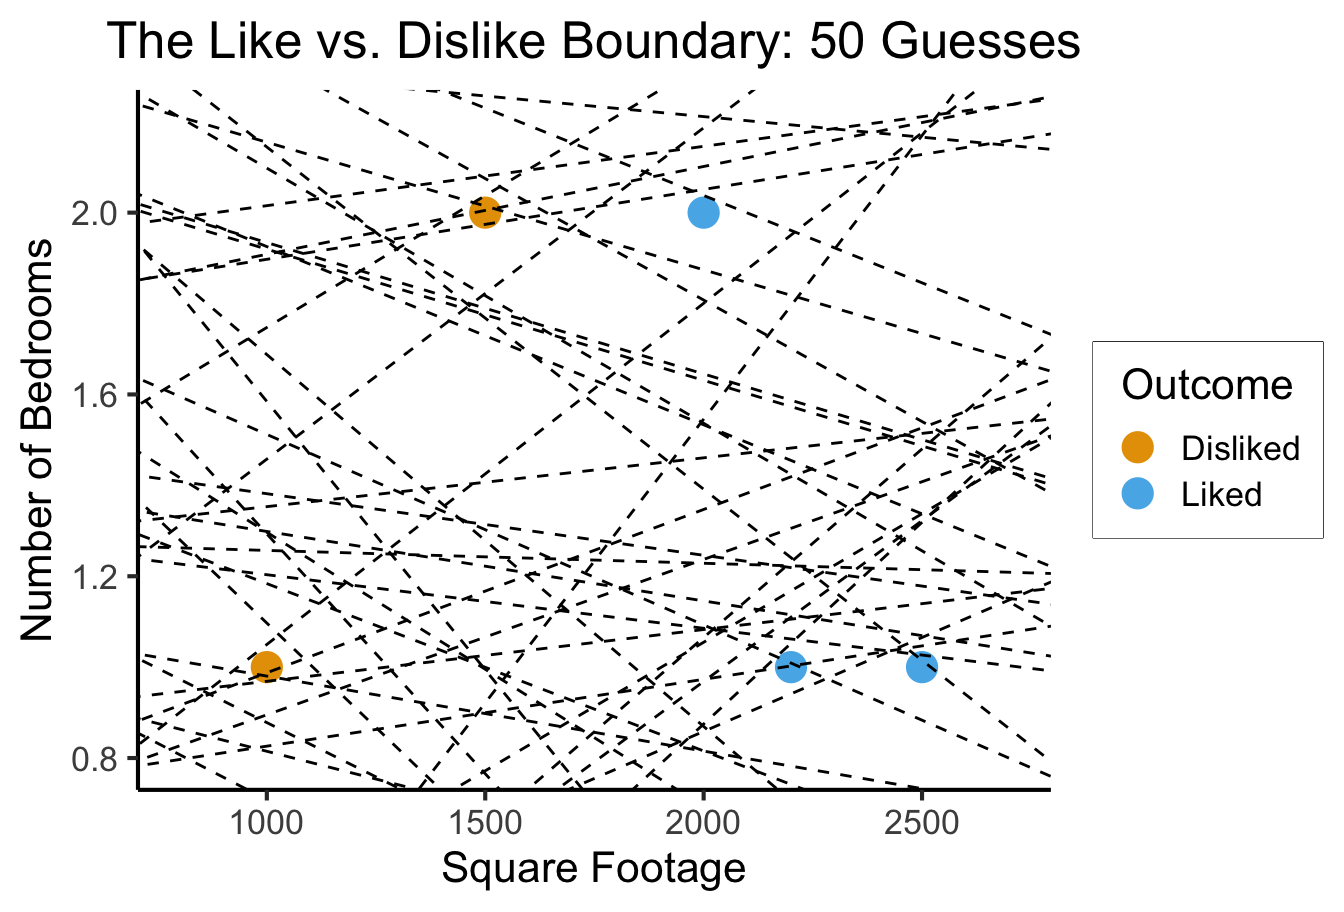 The Like vs. Dislike Boundary: 50 Guesses
Number of Bedrooms
2.0
1.6
1.2
0.8
1000 1500 2000 2500
Square Footage
Outcome
Disliked
Liked